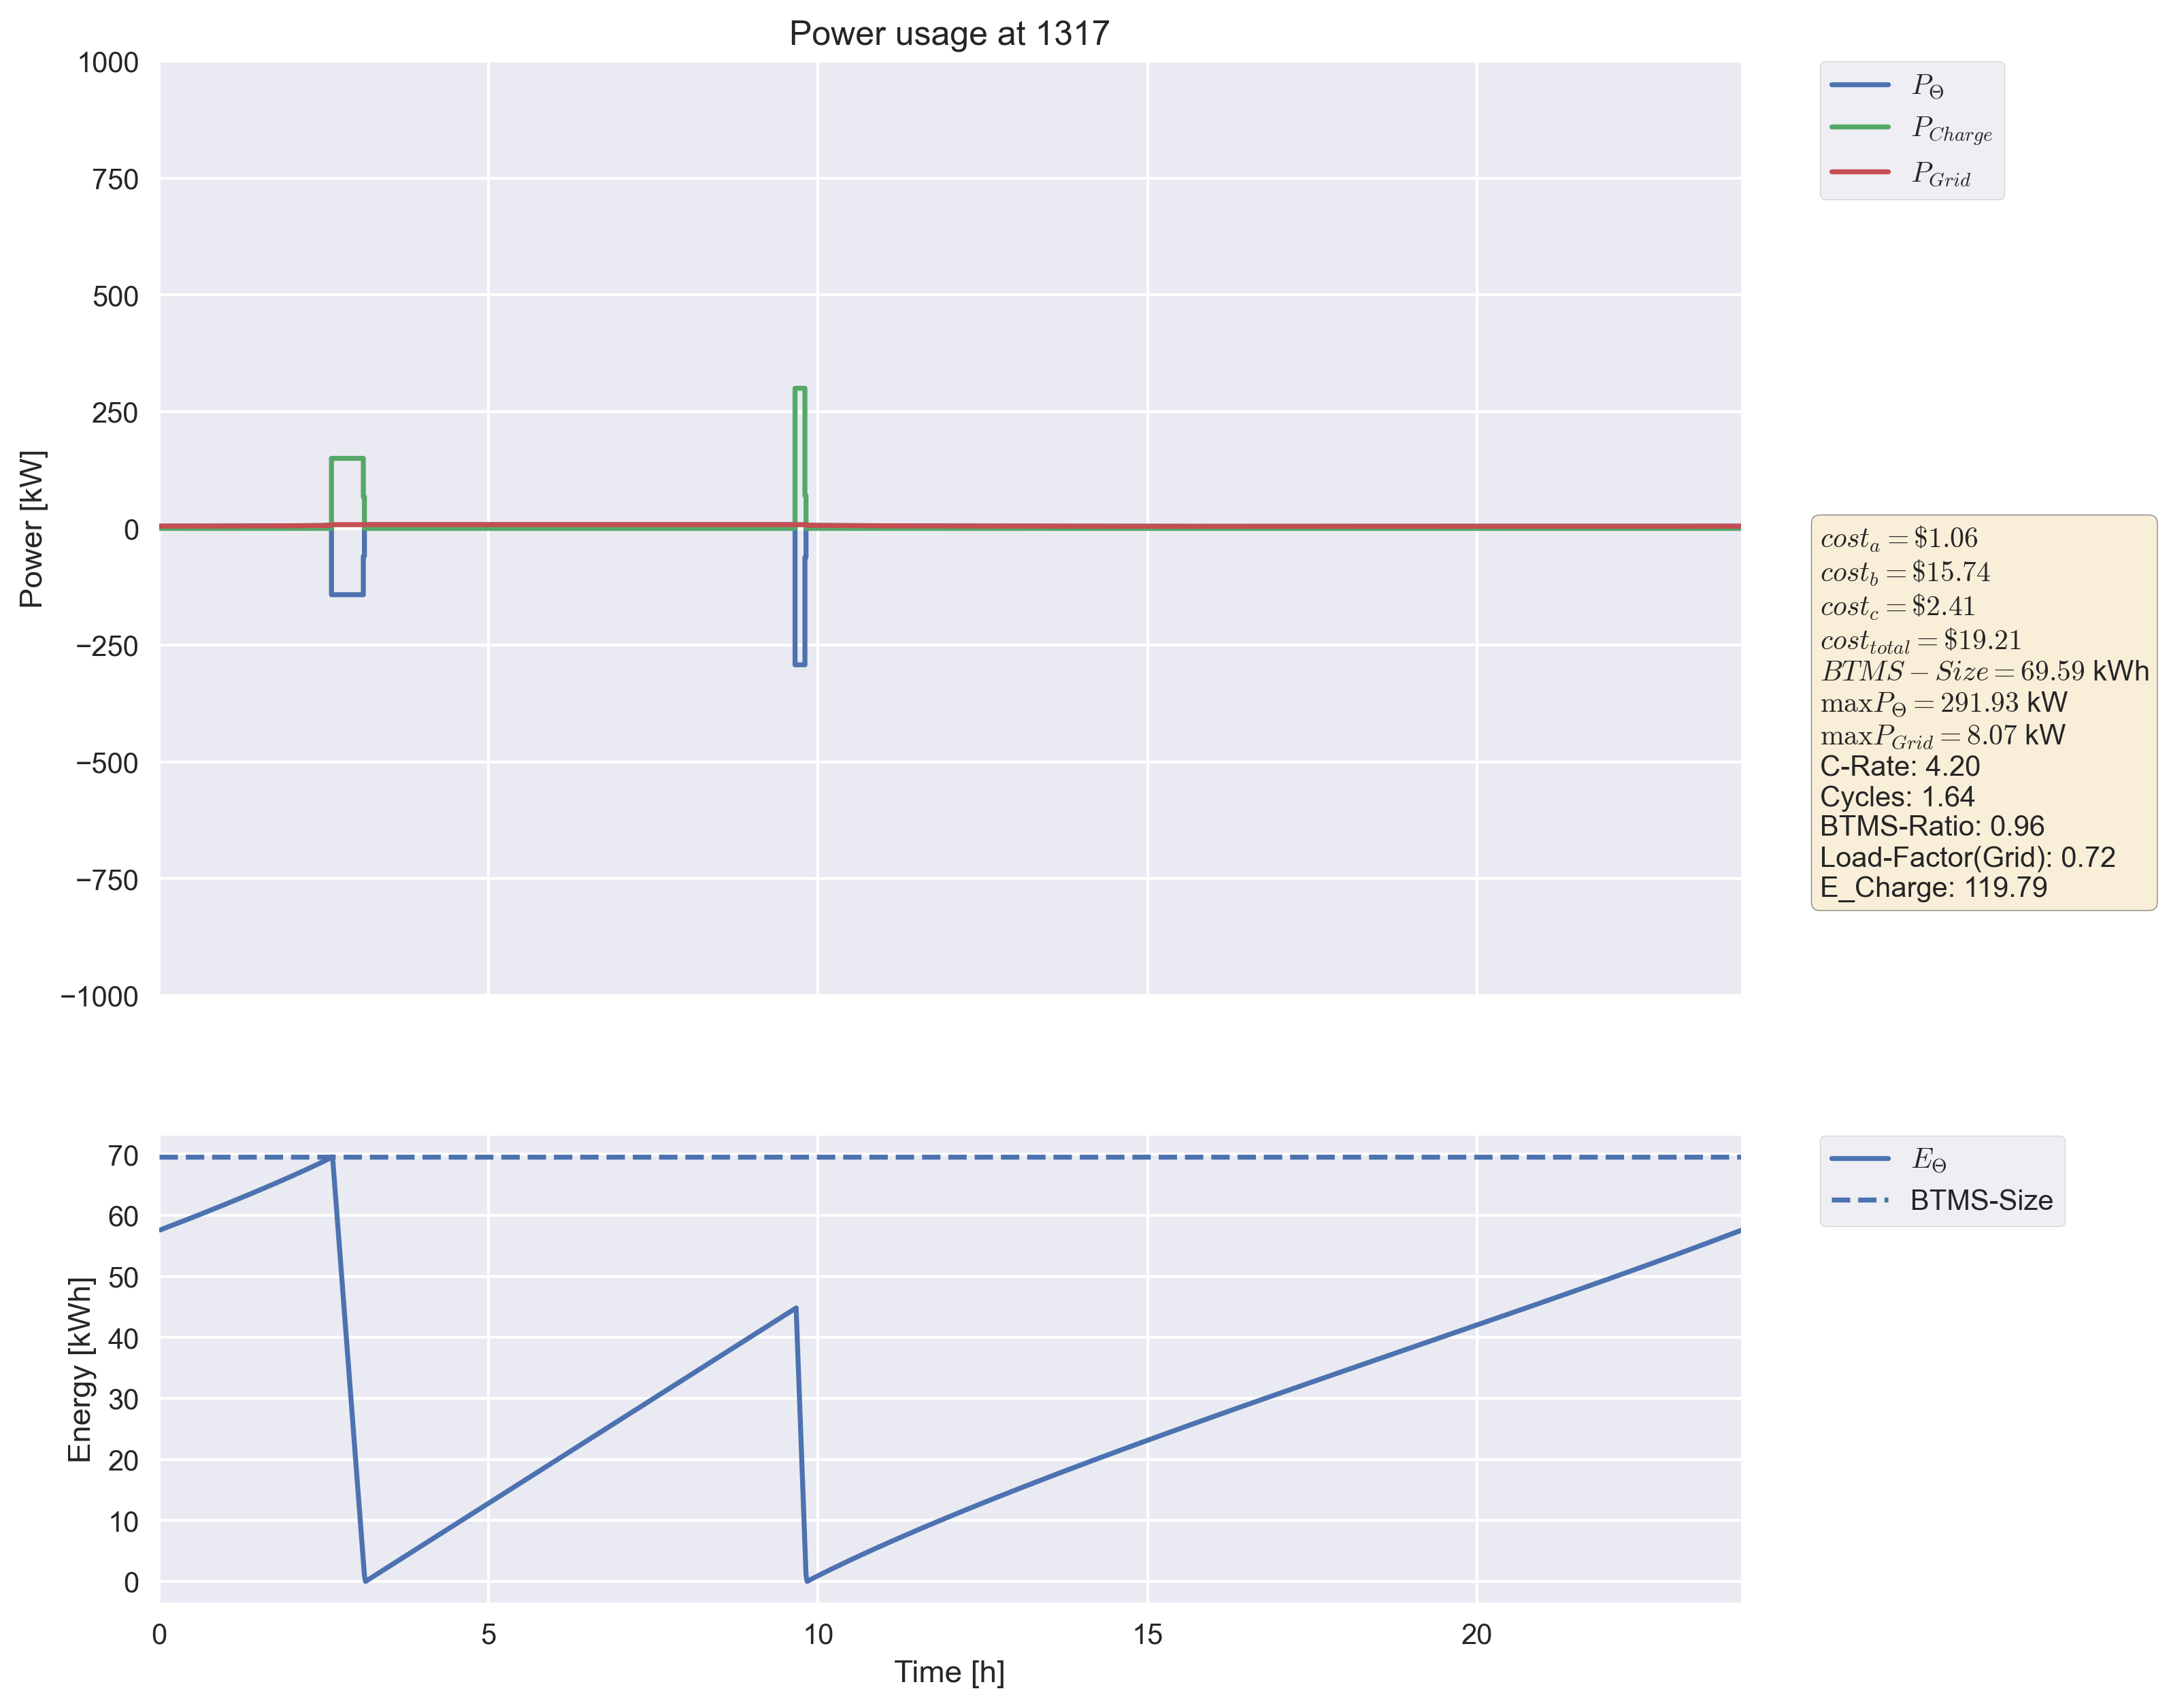 Power usage at 1317
1000
750
500
250
0
−250
−500
−750
−1000
Power [kW]
P_Θ
P_Charge
P_Grid
cost_a = $1.06
cost_b = $15.74
cost_c = $2.41
cost_total = $19.21
BTMS − Size = 69.59 kWh
maxP_Θ = 291.93 kW
maxP_Grid = 8.07 kW
C-Rate: 4.20
Cycles: 1.64
BTMS-Ratio: 0.96
Load-Factor(Grid): 0.72
E_Charge: 119.79
70
60
50
40
30
20
10
0
Energy [kWh]
E_Θ
BTMS-Size
0 5 10 15 20
Time [h]